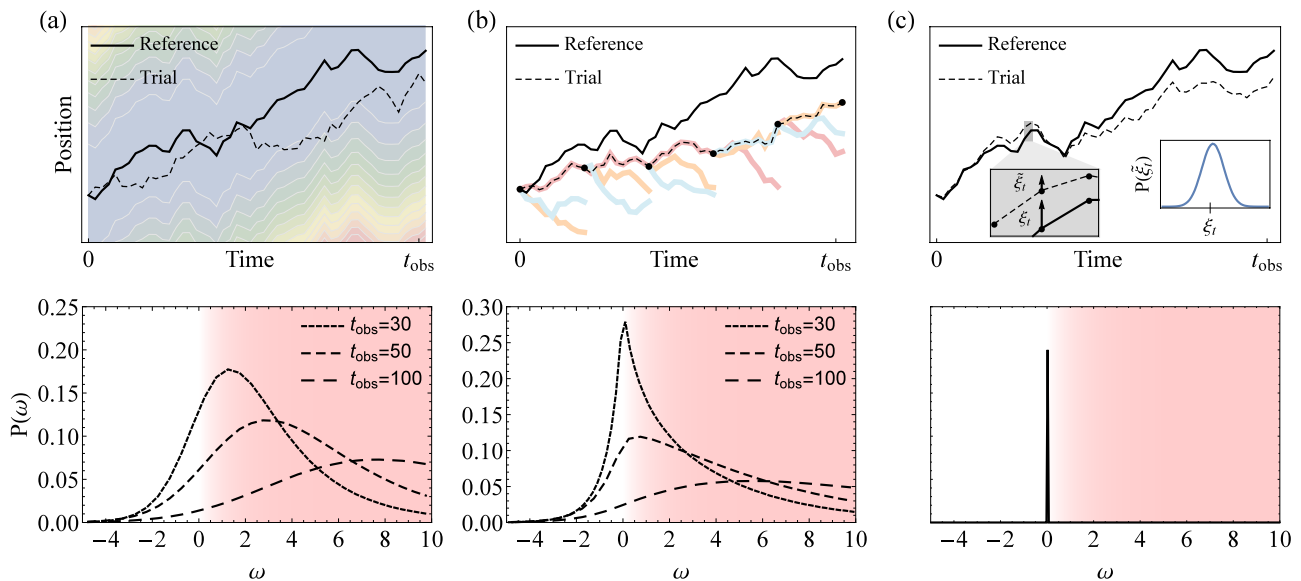 (a)
Reference
Trial
Position
0
Time
t_obs
(b)
Reference
Trial
0
Time
t_obs
(c)
Reference
Trial
ξ̃_t
ξ_t
P(ξ̃_t)
ξ_t
0
Time
t_obs
0.25
0.20
0.15
0.10
0.05
0.00
P(ω)
t_obs=30
t_obs=50
t_obs=100
−4 −2 0 2 4 6 8 10
ω
0.30
0.25
0.20
0.15
0.10
0.05
0.00
t_obs=30
t_obs=50
t_obs=100
−4 −2 0 2 4 6 8 10
ω
−4 −2 0 2 4 6 8 10
ω